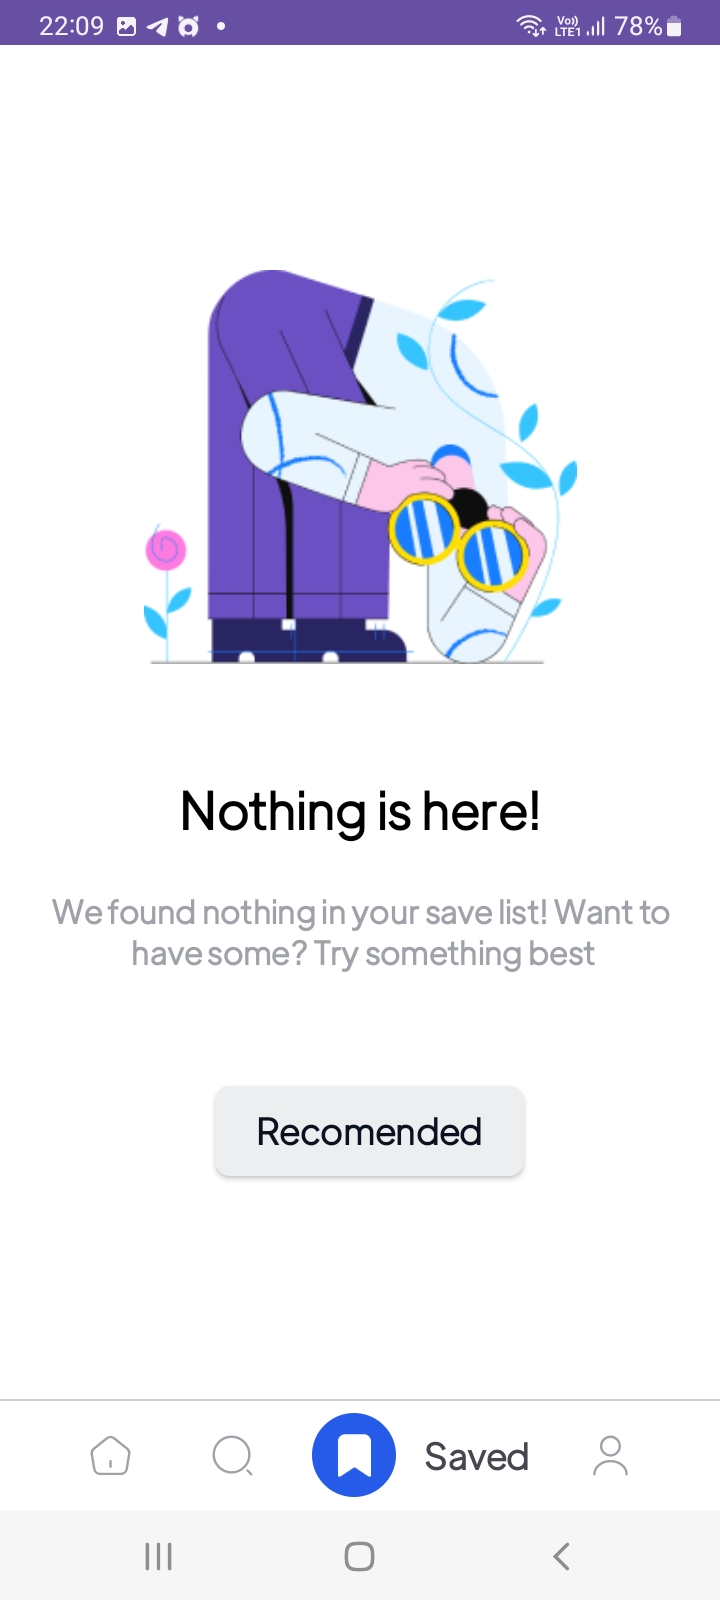 22:09
Vo)) LTE1 78%
Nothing is here!
We found nothing in your save list! Want to
have some? Try something best
Recomended
Saved